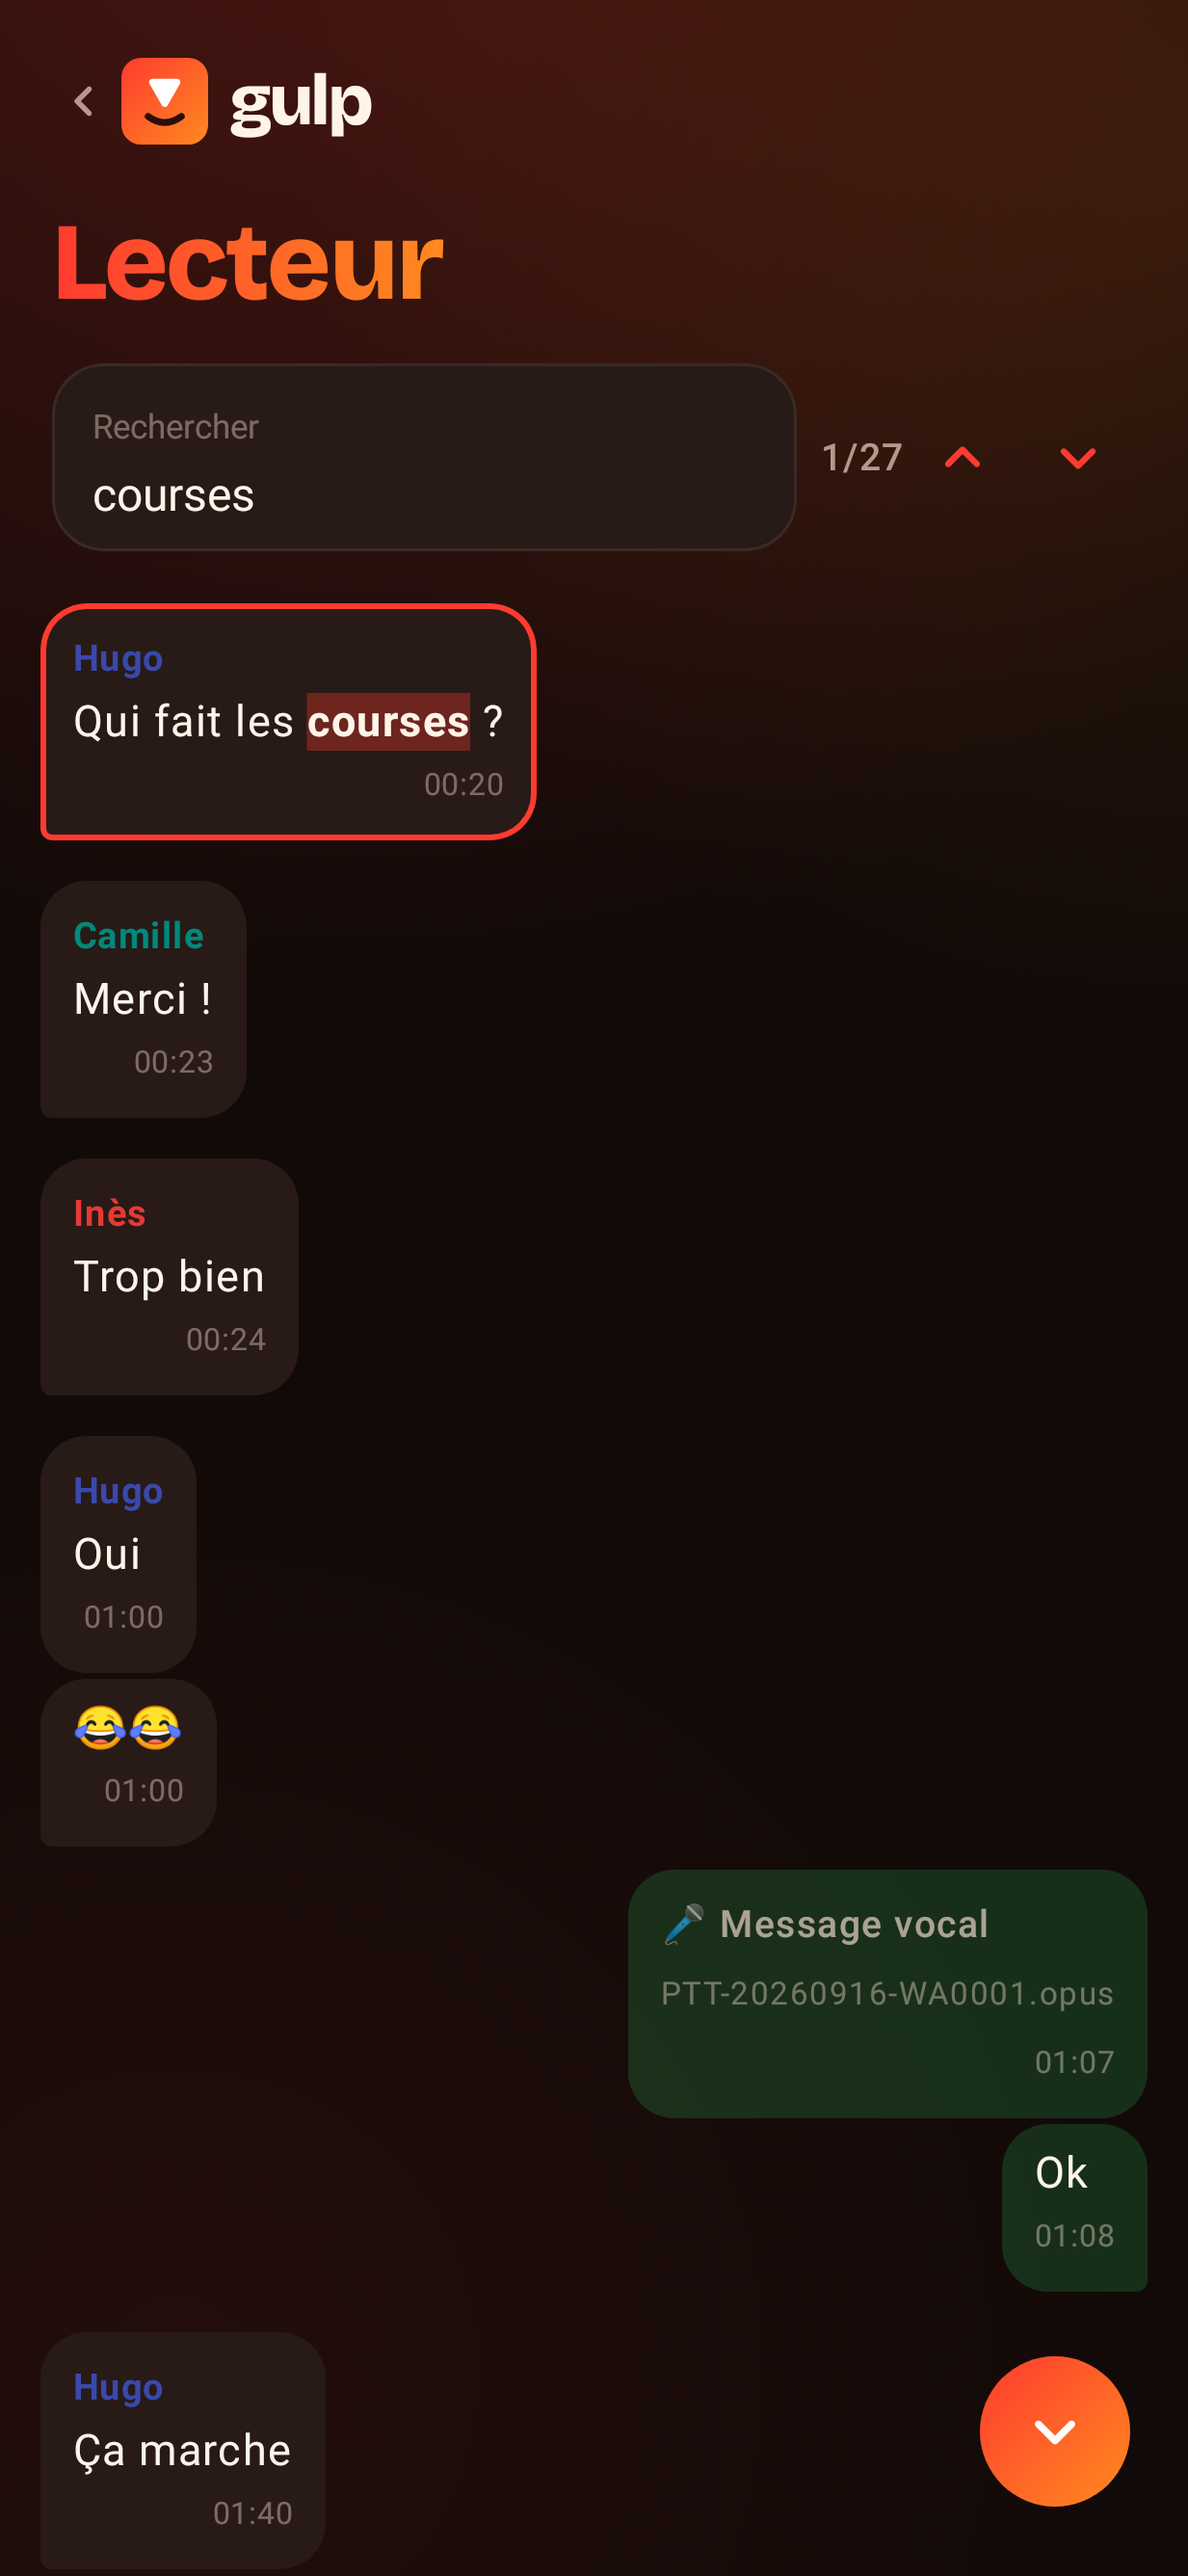 gulp
Lecteur
Rechercher
courses
1/27
Hugo
Qui fait les courses ?
00:20
Camille
Merci !
00:23
Inès
Trop bien
00:24
Hugo
Oui
01:00
😂😂
01:00
🎤 Message vocal
PTT-20260916-WA0001.opus
01:07
Ok
01:08
Hugo
Ça marche
01:40